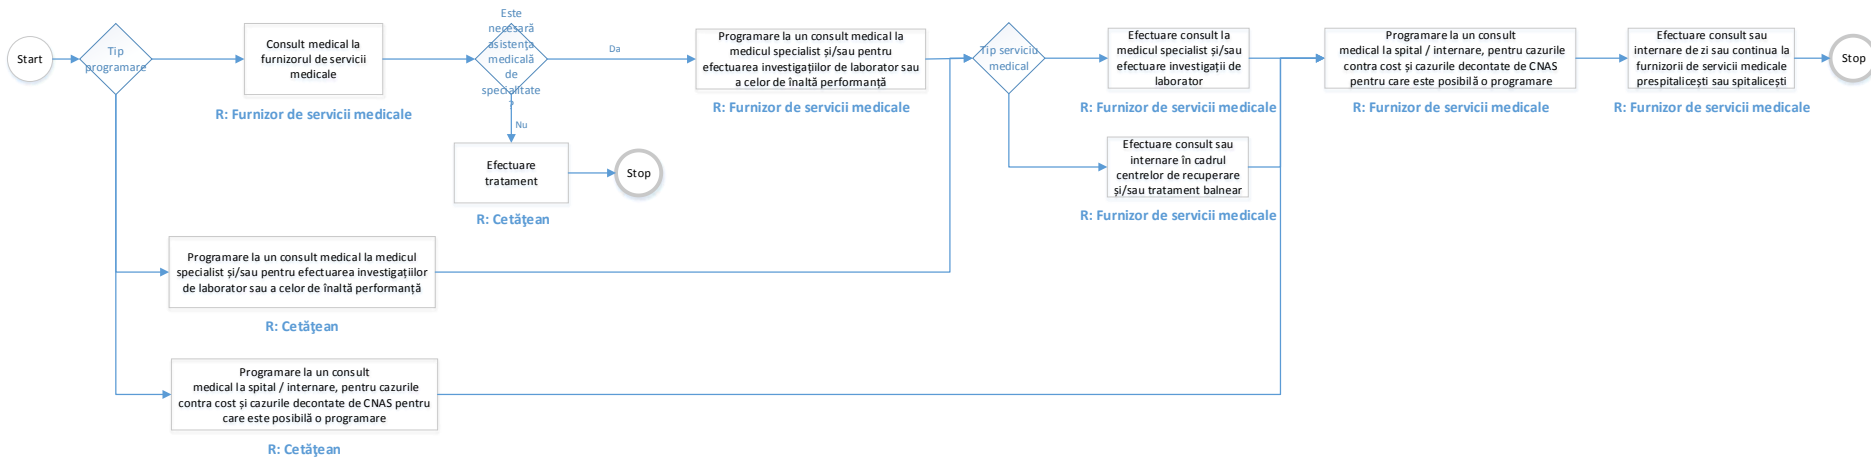 Start
Tip
programare
Consult medical la
furnizorul de servicii
medicale
R: Furnizor de servicii medicale
Este
necesară
asistența
medicală
de
specialitate
?
Da
Nu
Efectuare
tratament
R: Cetățean
Stop
Programare la un consult medical la
medicul specialist și/sau pentru
efectuarea investigațiilor de laborator sau
a celor de înaltă performanță
R: Furnizor de servicii medicale
Tip serviciu
medical
Efectuare consult la
medicul specialist și/sau
efectuare investigații de
laborator
R: Furnizor de servicii medicale
Efectuare consult sau
internare în cadrul
centrelor de recuperare
și/sau tratament balnear
R: Furnizor de servicii medicale
Programare la un consult
medical la spital / internare, pentru cazurile
contra cost și cazurile decontate de CNAS
pentru care este posibilă o programare
R: Furnizor de servicii medicale
Efectuare consult sau
internare de zi sau continua la
furnizorii de servicii medicale
prespitalicești sau spitalicești
R: Furnizor de servicii medicale
Stop
Programare la un consult medical la medicul
specialist și/sau pentru efectuarea investigațiilor
de laborator sau a celor de înaltă performanță
R: Cetățean
Programare la un consult
medical la spital / internare, pentru cazurile
contra cost și cazurile decontate de CNAS pentru
care este posibilă o programare
R: Cetățean